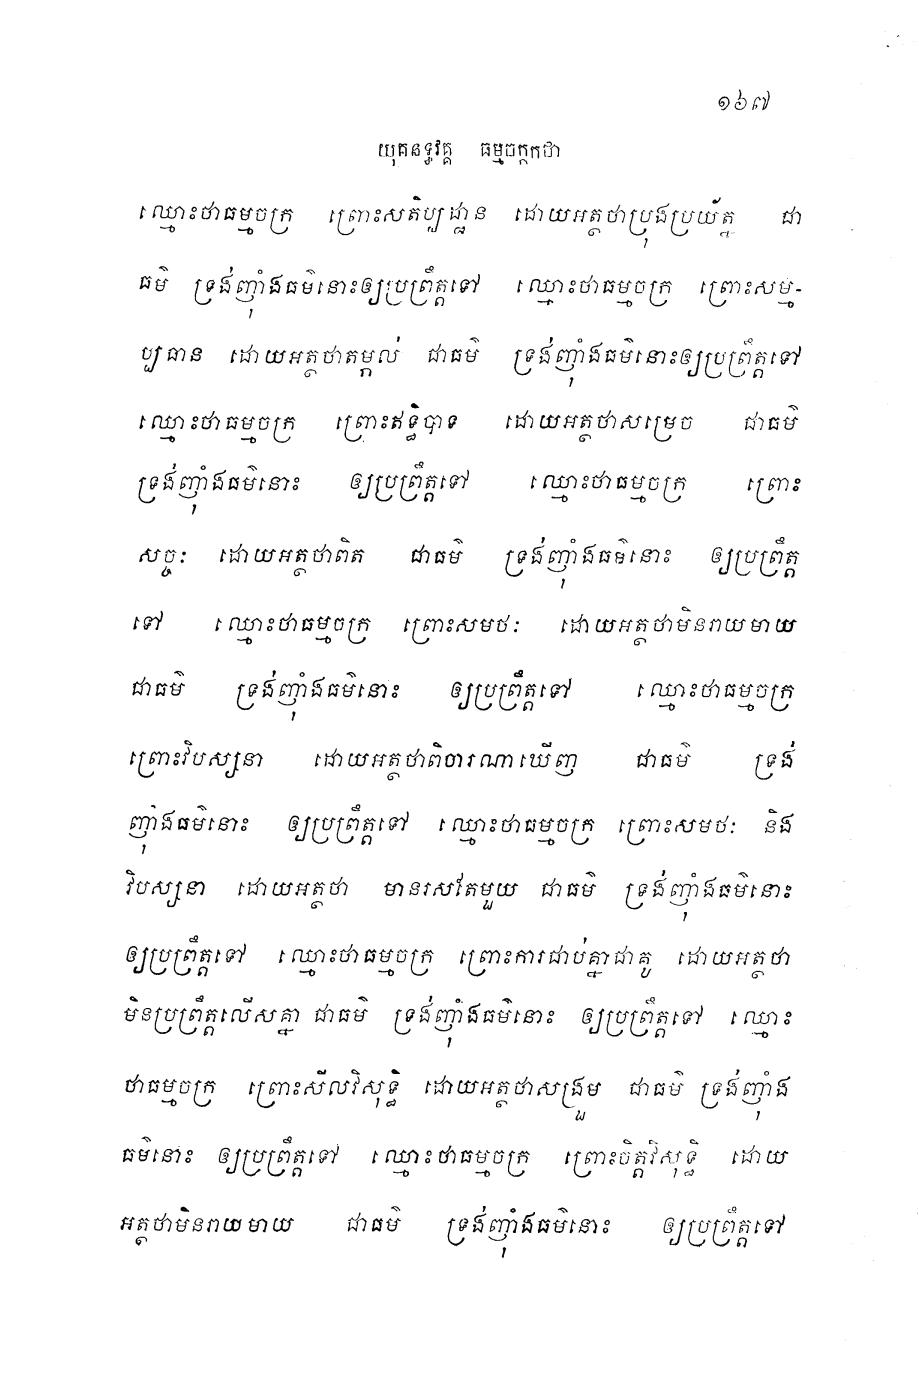 ១៦៧
យុគនទ្ធវគ្គ ធម្មចក្កកថា
ឈ្មោះថាធម្មចក្រ ព្រោះសតិប្បដ្ឋាន ដោយអត្ថថាប្រុងប្រយ័ត្ន ជា
ធម៌ ទ្រង់ញុំាងធម៌នោះឲ្យប្រព្រឹត្តទៅ ឈ្មោះថាធម្មចក្រ ព្រោះសម្ម-
ប្បធាន ដោយអត្ថថាតម្កល់ ជាធម៌ ទ្រង់ញុំាងធម៌នោះឲ្យប្រព្រឹត្តទៅ
ឈ្មោះថាធម្មចក្រ ព្រោះឥទ្ធិបាទ ដោយអត្ថថាសម្រេច ជាធម៌
ទ្រង់ញុំាងធម៌នោះ ឲ្យប្រព្រឹត្តទៅ ឈ្មោះថាធម្មចក្រ ព្រោះ
សច្ចៈ ដោយអត្ថថាពិត ជាធម៌ ទ្រង់ញុំាងធម៌នោះ ឲ្យប្រព្រឹត្ត
ទៅ ឈ្មោះថាធម្មចក្រ ព្រោះសមថៈ ដោយអត្ថថាមិនរាយមាយ
ជាធម៌ ទ្រង់ញុំាងធម៌នោះ ឲ្យប្រព្រឹត្តទៅ ឈ្មោះថាធម្មចក្រ
ព្រោះវិបស្សនា ដោយអត្ថថាពិចារណាឃើញ ជាធម៌ ទ្រង់
ញុំាងធម៌នោះ ឲ្យប្រព្រឹត្តទៅ ឈ្មោះថាធម្មចក្រ ព្រោះសមថៈ និង
វិបស្សនា ដោយអត្ថថា មានរសតែមួយ ជាធម៌ ទ្រង់ញុំាងធម៌នោះ
ឲ្យប្រព្រឹត្តទៅ ឈ្មោះថាធម្មចក្រ ព្រោះការជាប់គ្នាជាគូ ដោយអត្ថថា
មិនប្រព្រឹត្តលើសគ្នា ជាធម៌ ទ្រង់ញុំាងធម៌នោះ ឲ្យប្រព្រឹត្តទៅ ឈ្មោះ
ថាធម្មចក្រ ព្រោះសីលវិសុទ្ធិ ដោយអត្ថថាសង្រួម ជាធម៌ ទ្រង់ញុំាង
ធម៌នោះ ឲ្យប្រព្រឹត្តទៅ ឈ្មោះថាធម្មចក្រ ព្រោះចិត្តវិសុទ្ធិ ដោយ
អត្ថថាមិនរាយមាយ ជាធម៌ ទ្រង់ញុំាងធម៌នោះ ឲ្យប្រព្រឹត្តទៅ